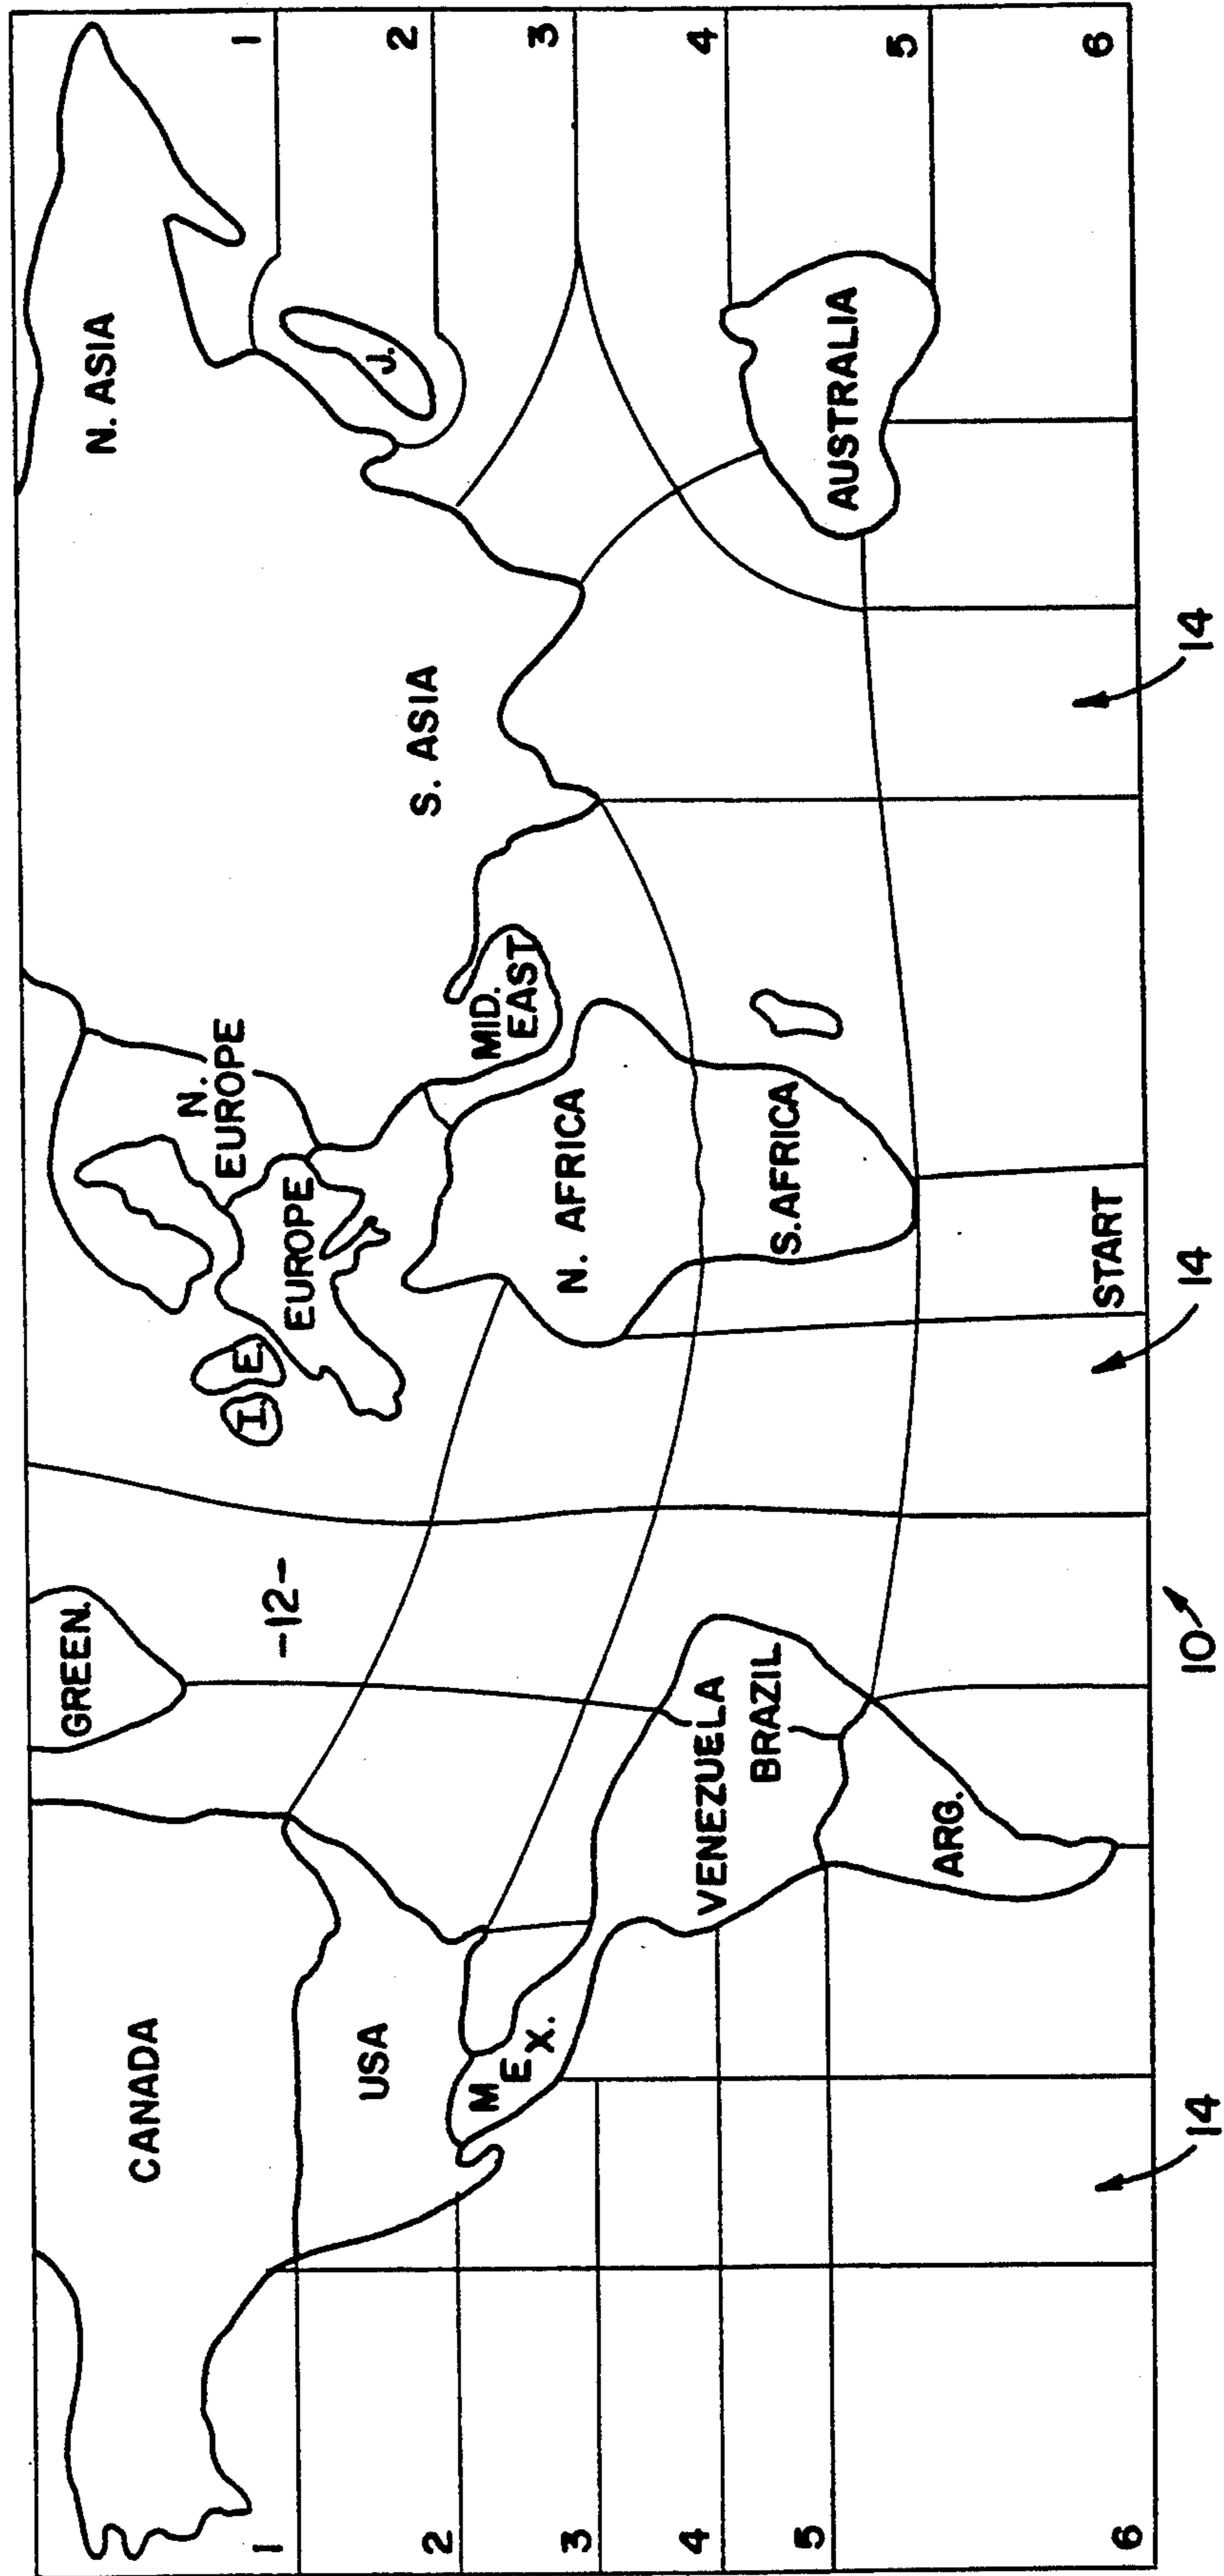 GREEN.
CANADA
N. ASIA
-12-
N.
EUROPE
I.
E.
EUROPE
J.
USA
S. ASIA
MID.
EAST
M
E
X.
N. AFRICA
VENEZUELA
BRAZIL
S. AFRICA
AUSTRALIA
ARG.
START
1
2
3
4
5
6
1
2
3
4
5
6
14
10
14
14